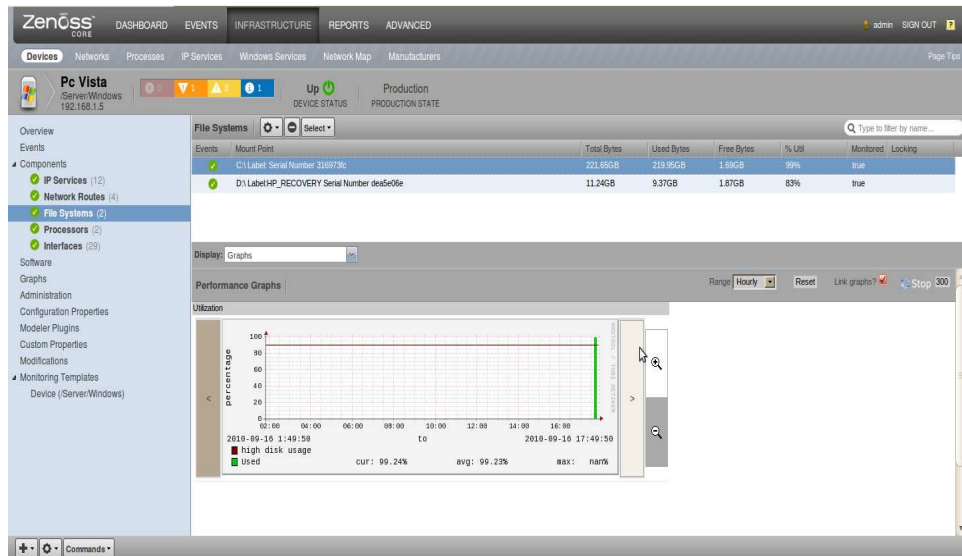 Zenoss CORE DASHBOARD EVENTS INFRASTRUCTURE REPORTS ADVANCED admin SIGN OUT ?
Devices Networks Processes IP Services Windows Services Network Map Manufacturers Page Tips
Pc Vista
/Server/Windows
192.168.1.5
0 1 3 1
Up
DEVICE STATUS
Production
PRODUCTION STATE
Overview
Events
Components
IP Services (12)
Network Routes (4)
File Systems (2)
Processors (2)
Interfaces (29)
Software
Graphs
Administration
Configuration Properties
Modeler Plugins
Custom Properties
Modifications
Monitoring Templates
Device (/Server/Windows)
File Systems Select Type to filter by name...
Events Mount Point Total Bytes Used Bytes Free Bytes % Util Monitored Locking
C:\ Label: Serial Number 316973fc 221.65GB 219.95GB 1.69GB 99% true
D:\ Label:HP_RECOVERY Serial Number dea5e06e 11.24GB 9.37GB 1.87GB 83% true
Display: Graphs
Performance Graphs Range Hourly Reset Link graphs? Stop 300
Utilization
<
percentage
100
80
60
40
20
0
02:00 04:00 06:00 08:00 10:00 12:00 14:00 16:00
RRDTOOL / TOBI OETIKER
2010-09-16 1:49:50 to 2010-09-16 17:49:50
high disk usage
Used cur: 99.24% avg: 99.23% max: nan%
>
Commands